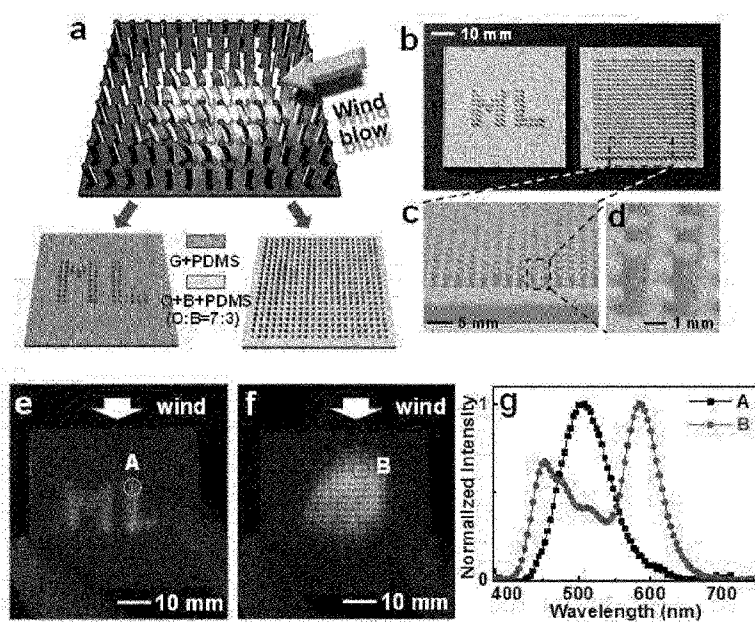 a
Wind
blow
G+PDMS
O+B+PDMS
(O:B=7:3)
b
10 mm
ML
c
5 mm
d
1 mm
e
wind
A
ML
10 mm
f
wind
B
10 mm
g
A
B
Normalized Intensity
1
0
400
500
600
700
Wavelength (nm)